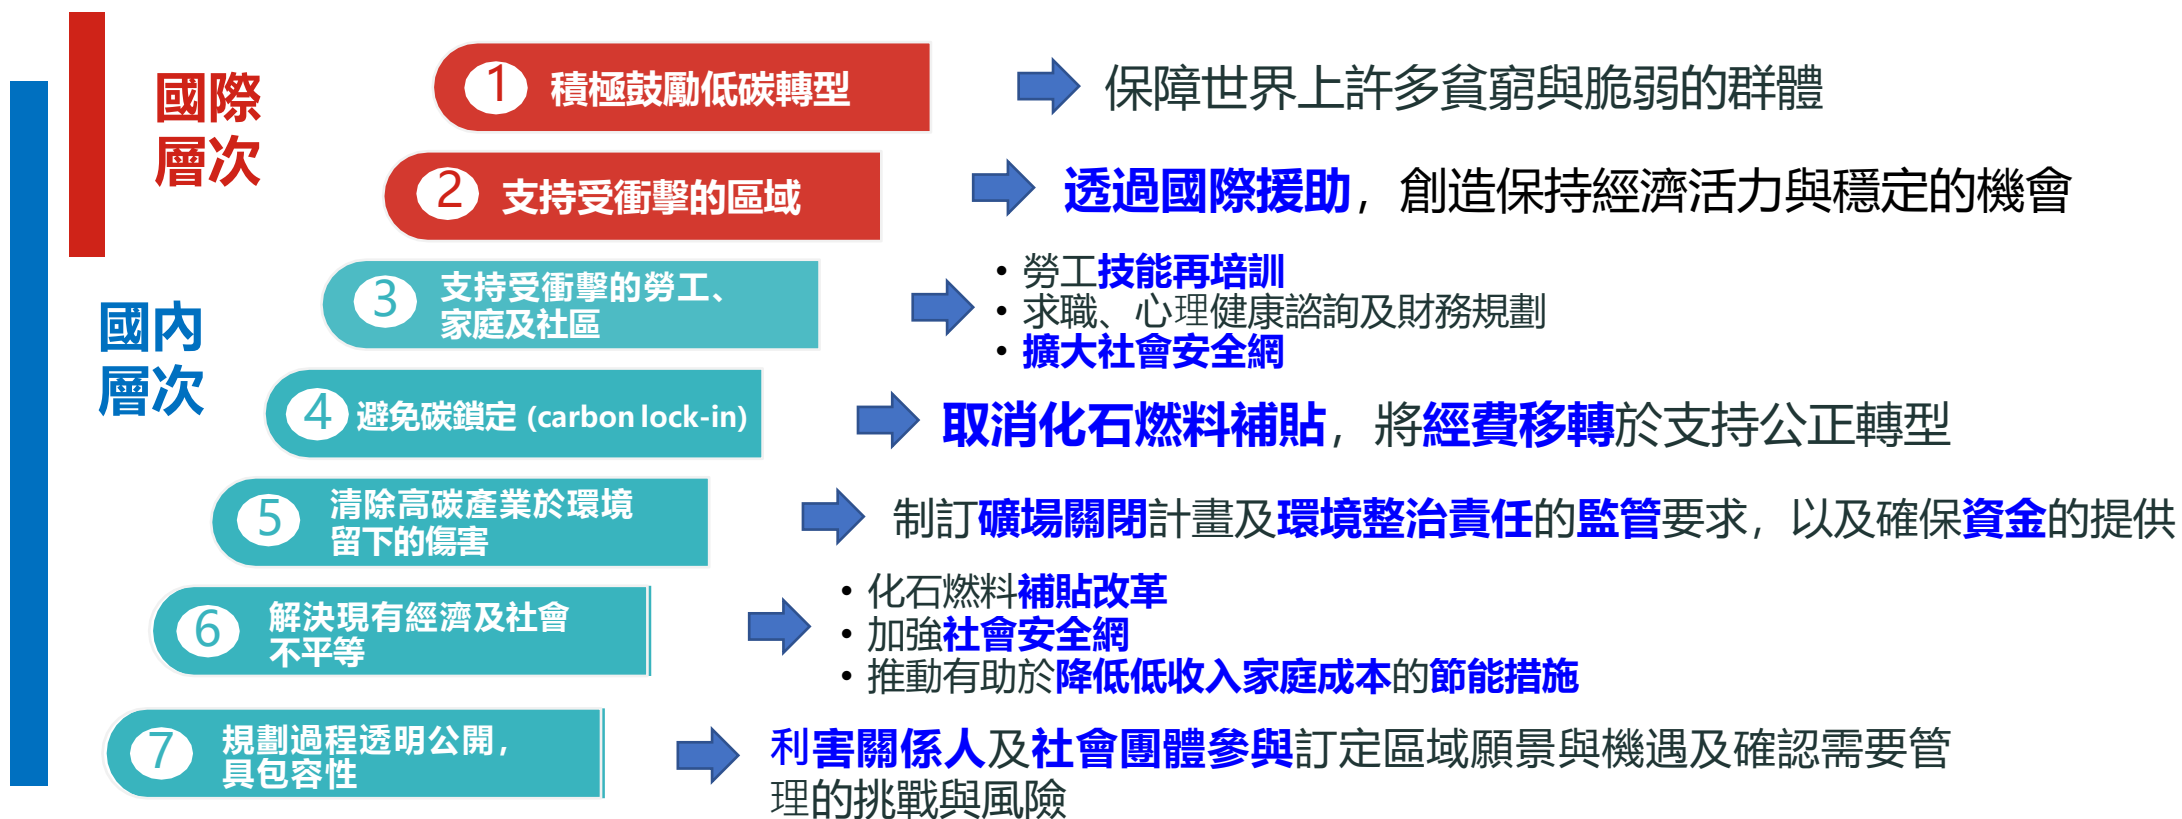 國際
層次
1 積極鼓勵低碳轉型
保障世界上許多貧窮與脆弱的群體
2 支持受衝擊的區域
透過國際援助，創造保持經濟活力與穩定的機會
國內
層次
3 支持受衝擊的勞工、
家庭及社區
• 勞工技能再培訓
• 求職、心理健康諮詢及財務規劃
• 擴大社會安全網
4 避免碳鎖定 (carbon lock-in)
取消化石燃料補貼，將經費移轉於支持公正轉型
5 清除高碳產業於環境
留下的傷害
制訂礦場關閉計畫及環境整治責任的監管要求，以及確保資金的提供
6 解決現有經濟及社會
不平等
• 化石燃料補貼改革
• 加強社會安全網
• 推動有助於降低低收入家庭成本的節能措施
7 規劃過程透明公開，
具包容性
利害關係人及社會團體參與訂定區域願景與機遇及確認需要管
理的挑戰與風險